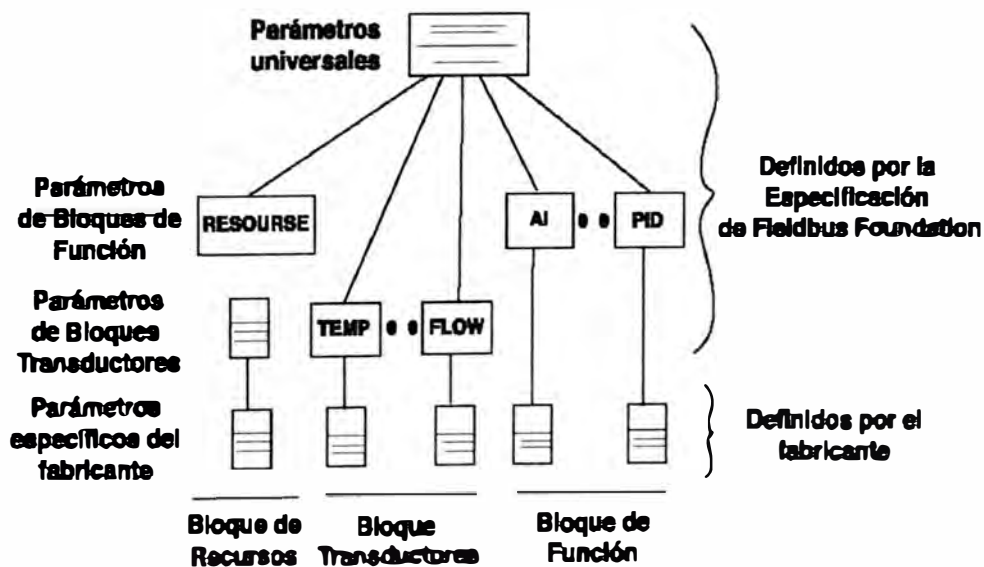 Parámetros
universales
Parámetros
de Bloques de
Función
RESOURSE
AI
PID
Definidos por la
Especificación
de Fieldbus Foundation
Parámetros
de Bloques
Transductores
TEMP
FLOW
Parámetros
específicos del
fabricante
Definidos por el
fabricante
Bloque de
Recursos
Bloque
Transductores
Bloque de
Función